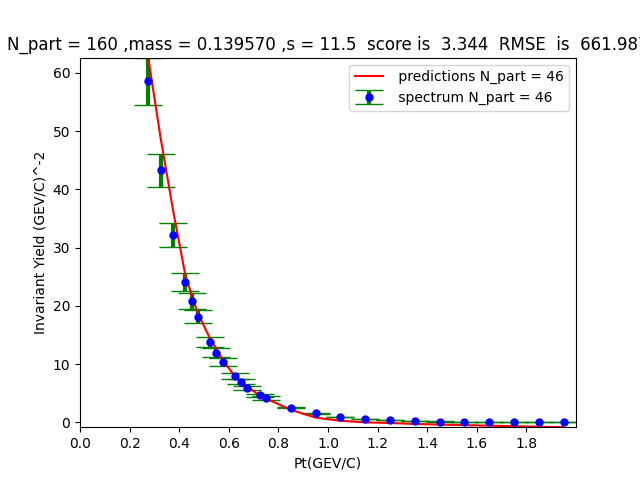 N_part = 160 ,mass = 0.139570 ,s = 11.5  score is  3.344  RMSE  is  661.987
predictions N_part = 46
spectrum N_part = 46
Invariant Yield (GEV/C)^-2
60
50
40
30
20
10
0
0.0 0.2 0.4 0.6 0.8 1.0 1.2 1.4 1.6 1.8
Pt(GEV/C)